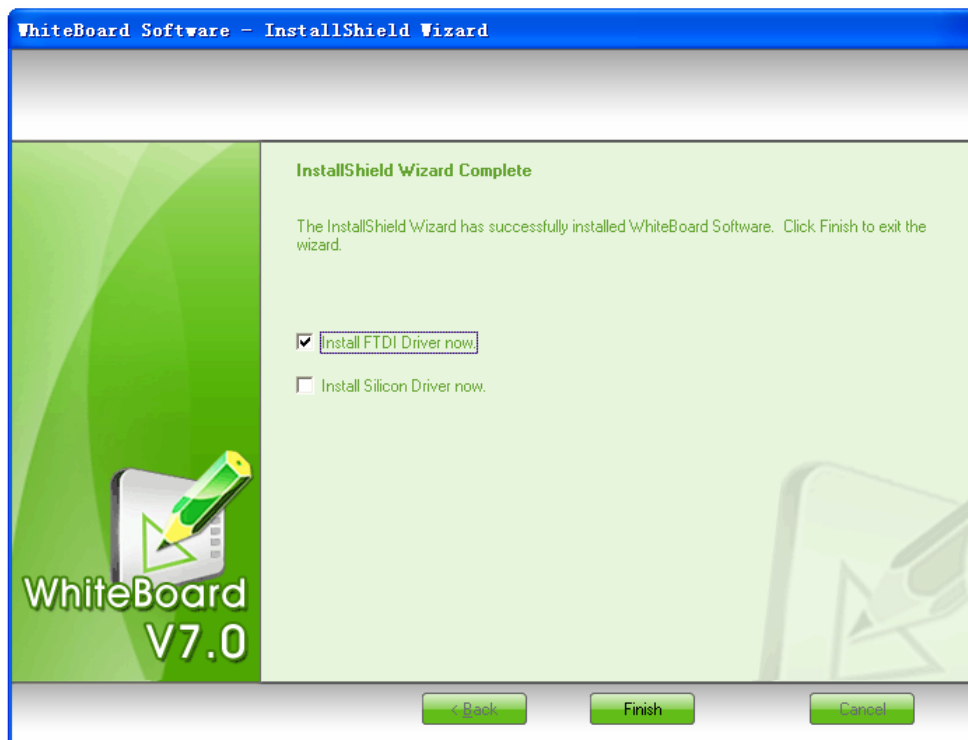 WhiteBoard Software - InstallShield Wizard
InstallShield Wizard Complete
The InstallShield Wizard has successfully installed WhiteBoard Software. Click Finish to exit the
wizard.
Install FTDI Driver now.
Install Silicon Driver now.
WhiteBoard
V7.0
< Back
Finish
Cancel